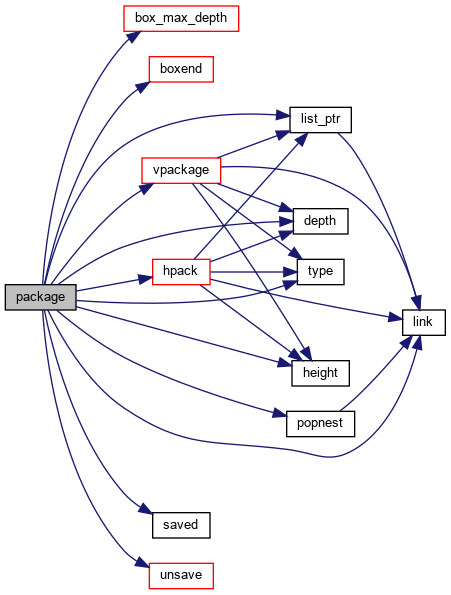 box_max_depth
boxend
list_ptr
vpackage
depth
hpack
type
package
link
height
popnest
saved
unsave